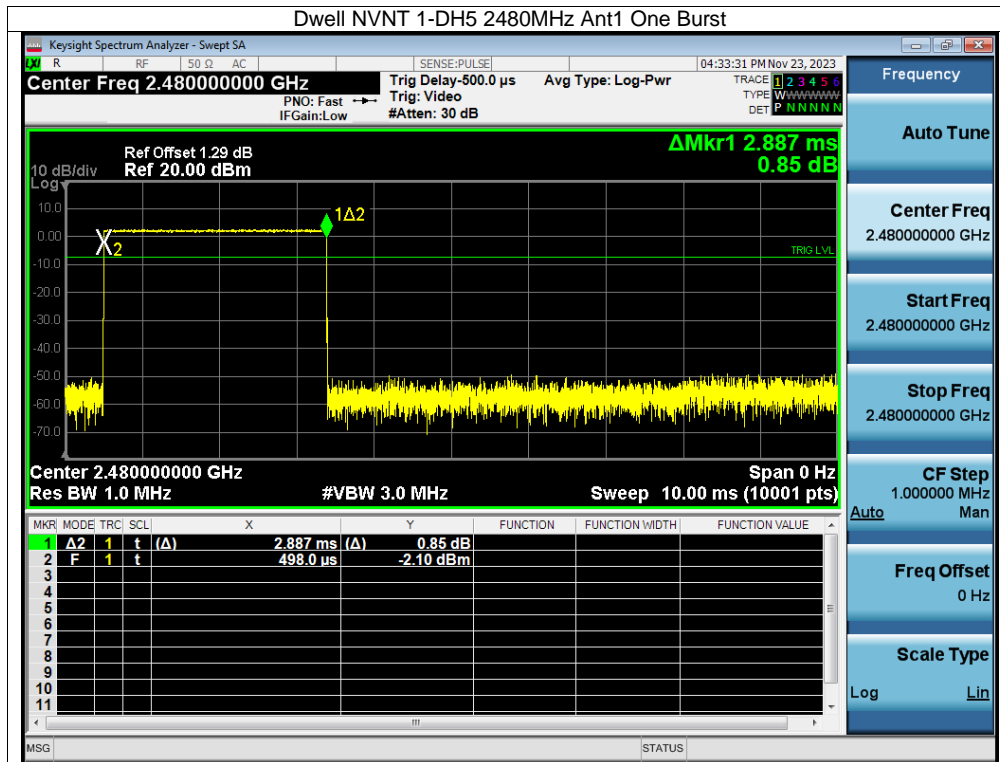 Dwell NVNT 1-DH5 2480MHz Ant1 One Burst
Keysight Spectrum Analyzer - Swept SA
LXI R RF 50 Ω AC SENSE:PULSE 04:33:31 PM Nov 23, 2023
Center Freq 2.480000000 GHz
PNO: Fast
IFGain:Low
Trig Delay-500.0 µs
Trig: Video
#Atten: 30 dB
Avg Type: Log-Pwr
TRACE 1 2 3 4 5 6
TYPE WWWWWW
DET P NNNNN
ΔMkr1 2.887 ms
0.85 dB
Ref Offset 1.29 dB
10 dB/div Ref 20.00 dBm
Log
10.0
0.00
-10.0
-20.0
-30.0
-40.0
-50.0
-60.0
-70.0
1Δ2
2
TRIG LVL
Center 2.480000000 GHz Span 0 Hz
Res BW 1.0 MHz #VBW 3.0 MHz Sweep 10.00 ms (10001 pts)
MKR MODE TRC SCL X Y FUNCTION FUNCTION WIDTH FUNCTION VALUE
1 Δ2 1 t (Δ) 2.887 ms (Δ) 0.85 dB
2 F 1 t 498.0 µs -2.10 dBm
3
4
5
6
7
8
9
10
11
MSG STATUS
Frequency
Auto Tune
Center Freq
2.480000000 GHz
Start Freq
2.480000000 GHz
Stop Freq
2.480000000 GHz
CF Step
1.000000 MHz
Auto Man
Freq Offset
0 Hz
Scale Type
Log Lin